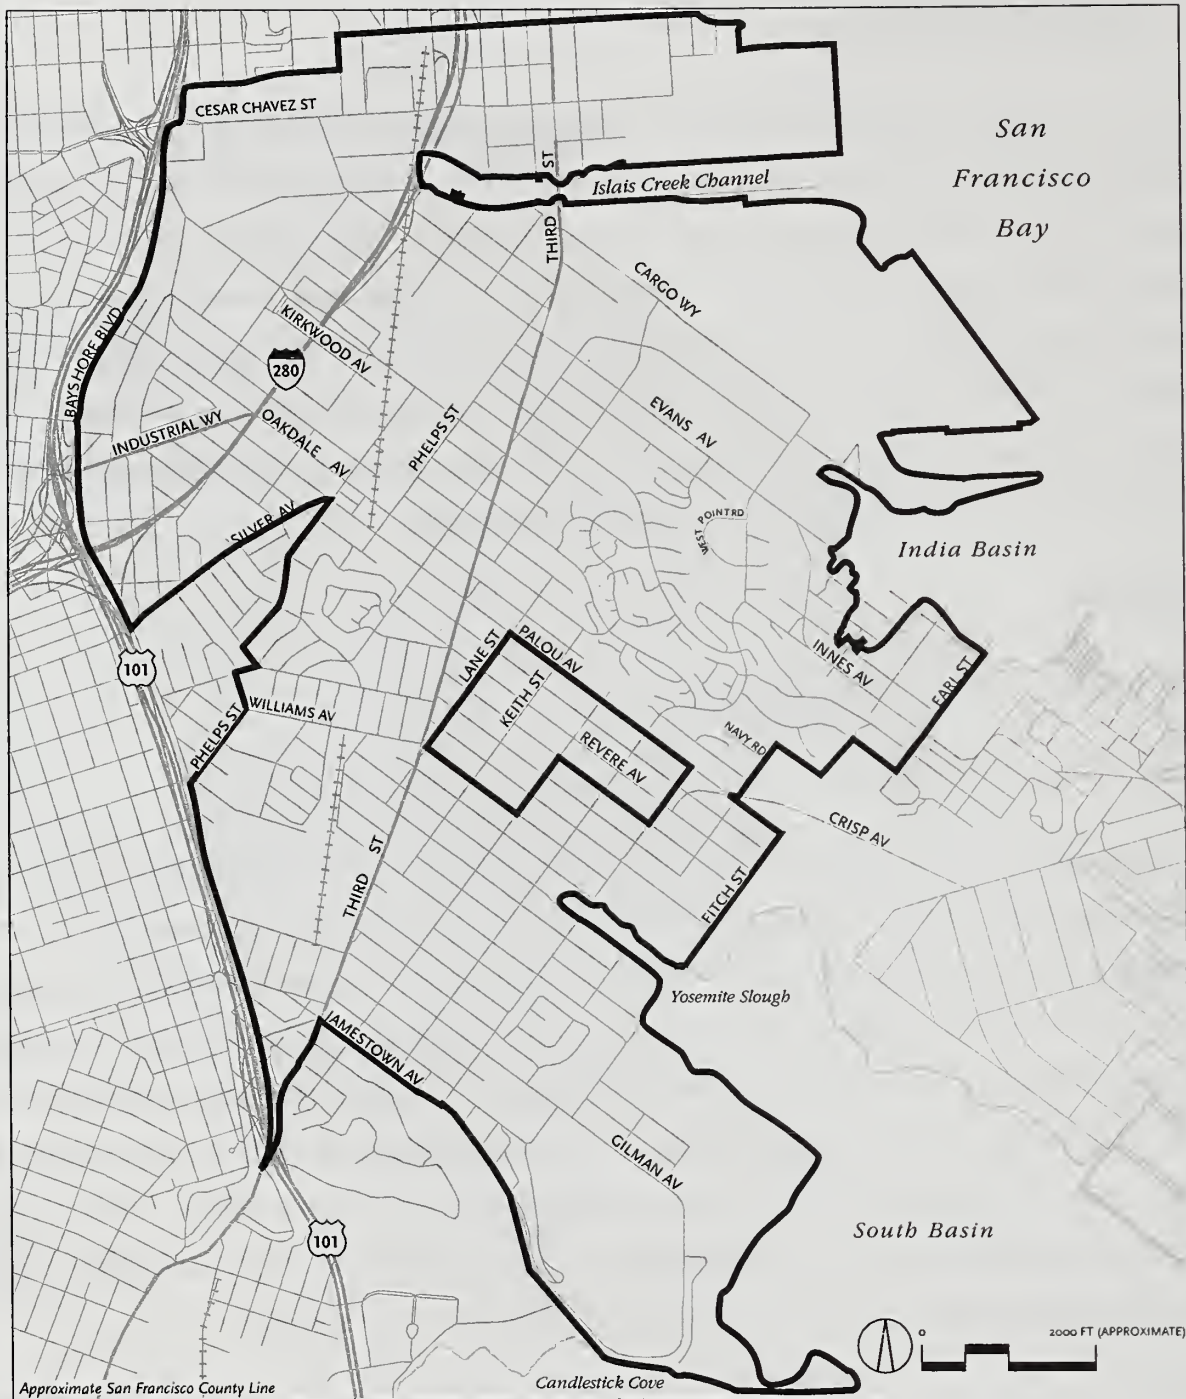 CESAR CHAVEZ ST
San
Francisco
Bay
ST
Islais Creek Channel
THIRD
CARGO WY
KIRKWOOD AV
BAYSHORE BLVD
280
INDUSTRIAL WY
OAKDALE AV
PHELPS ST
EVANS AV
SILVER AV
WEST POINT RD
India Basin
101
LANE ST
PALOU AV
INNES AV
EARL ST
KEITH ST
WILLIAMS AV
PHELPS ST
REVERE AV
NAVY RD
CRISP AV
THIRD ST
FITCH ST
Yosemite Slough
JAMESTOWN AV
GILMAN AV
South Basin
101
0
2000 FT (APPROXIMATE)
Approximate San Francisco County Line
Candlestick Cove